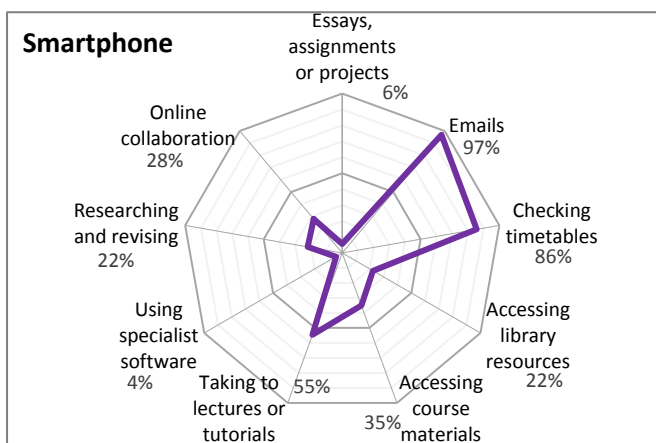 Smartphone
Essays,
assignments
or projects
6%
Emails
97%
Checking
timetables
86%
Accessing
library
resources
22%
Accessing
course
materials
35%
Taking to
lectures or
tutorials
55%
Using
specialist
software
4%
Researching
and revising
22%
Online
collaboration
28%